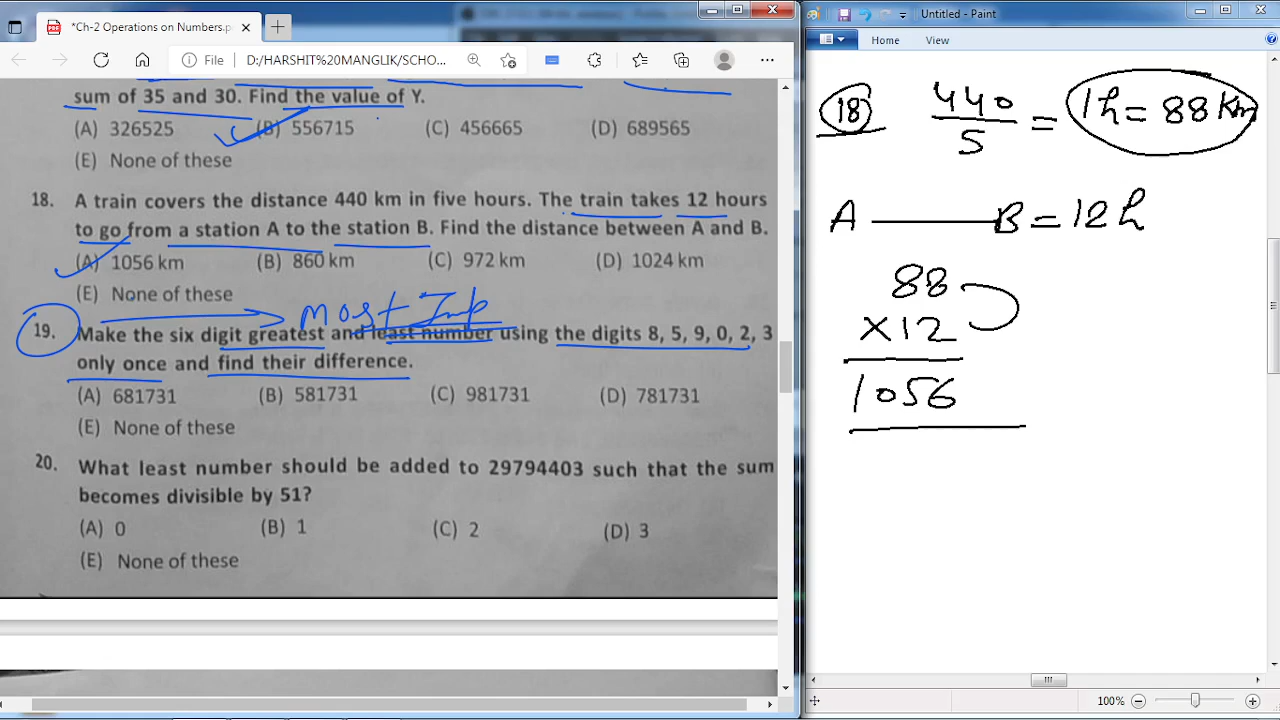 *Ch-2 Operations on Numbers.p
Untitled - Paint
File D:/HARSHIT%20MANGLIK/SCHO...
Home View
sum of 35 and 30. Find the value of Y.
(A) 326525 (B) 556715 (C) 456665 (D) 689565
(E) None of these
18. A train covers the distance 440 km in five hours. The train takes 12 hours
to go from a station A to the station B. Find the distance between A and B.
(A) 1056 km (B) 860 km (C) 972 km (D) 1024 km
(E) None of these
most Imp
19. Make the six digit greatest and least number using the digits 8, 5, 9, 0, 2, 3
only once and find their difference.
(A) 681731 (B) 581731 (C) 981731 (D) 781731
(E) None of these
20. What least number should be added to 29794403 such that the sum
becomes divisible by 51?
(A) 0 (B) 1 (C) 2 (D) 3
(E) None of these
18 440
5 = 1h = 88 Km
A B = 12 h
88
X12
1056
100%